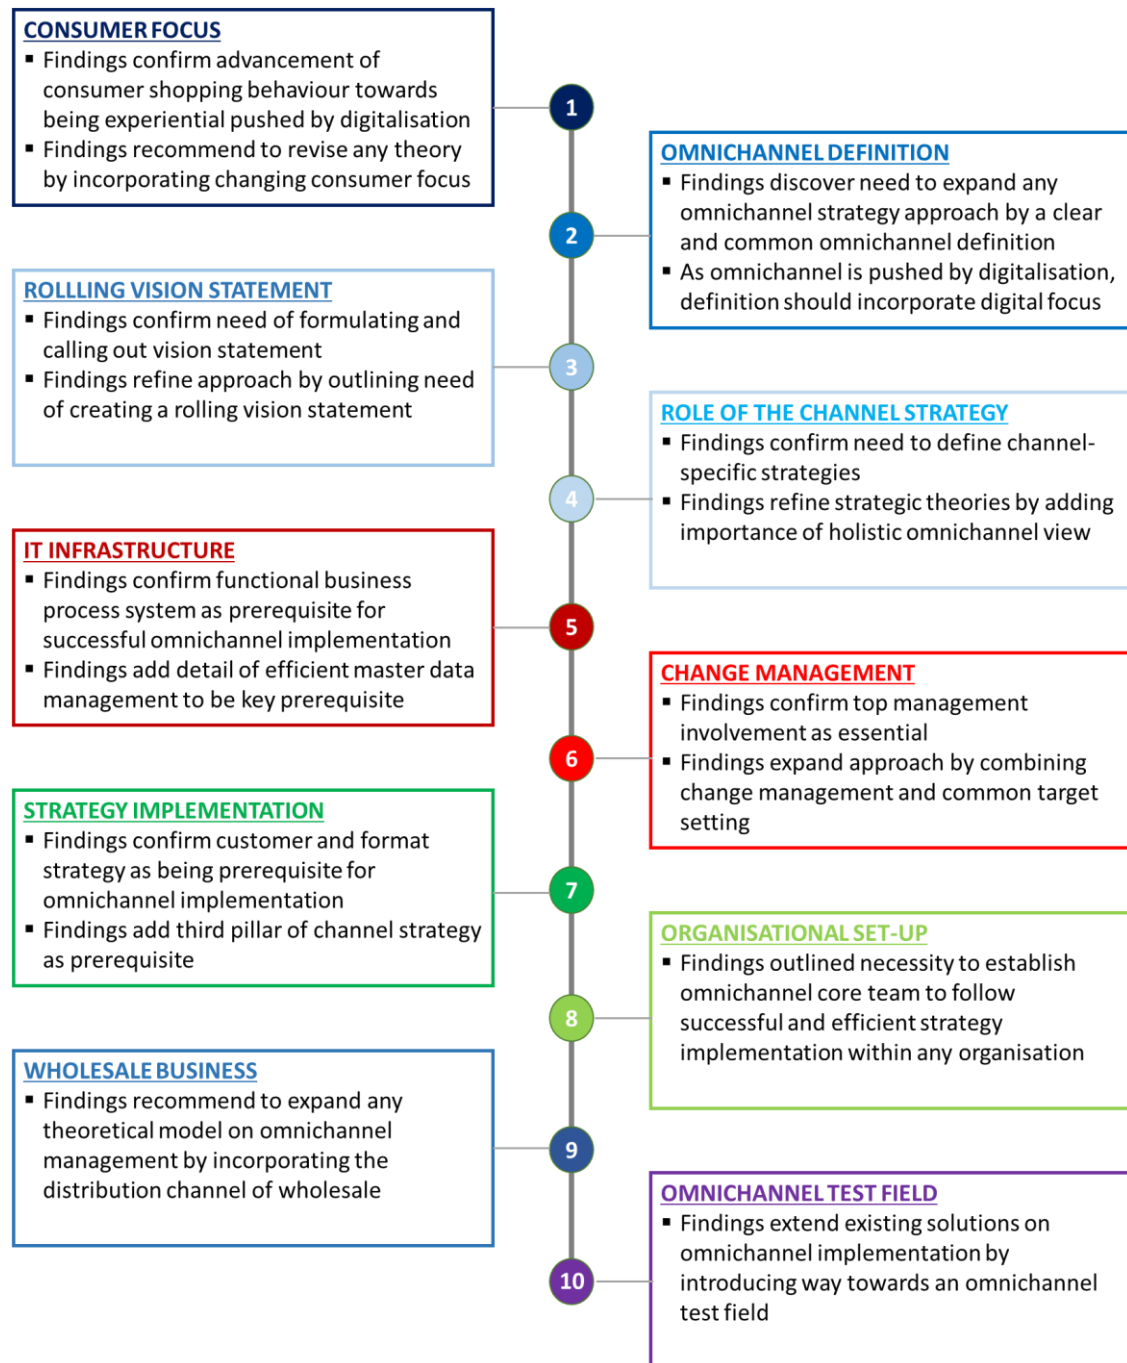 CONSUMER FOCUS
▪ Findings confirm advancement of
consumer shopping behaviour towards
being experiential pushed by digitalisation
▪ Findings recommend to revise any theory
by incorporating changing consumer focus
1
OMNICHANNEL DEFINITION
▪ Findings discover need to expand any
omnichannel strategy approach by a clear
and common omnichannel definition
▪ As omnichannel is pushed by digitalisation,
definition should incorporate digital focus
2
ROLLLING VISION STATEMENT
▪ Findings confirm need of formulating and
calling out vision statement
▪ Findings refine approach by outlining need
of creating a rolling vision statement
3
ROLE OF THE CHANNEL STRATEGY
▪ Findings confirm need to define channel-
specific strategies
▪ Findings refine strategic theories by adding
importance of holistic omnichannel view
4
IT INFRASTRUCTURE
▪ Findings confirm functional business
process system as prerequisite for
successful omnichannel implementation
▪ Findings add detail of efficient master data
management to be key prerequisite
5
CHANGE MANAGEMENT
▪ Findings confirm top management
involvement as essential
▪ Findings expand approach by combining
change management and common target
setting
6
STRATEGY IMPLEMENTATION
▪ Findings confirm customer and format
strategy as being prerequisite for
omnichannel implementation
▪ Findings add third pillar of channel strategy
as prerequisite
7
ORGANISATIONAL SET-UP
▪ Findings outlined necessity to establish
omnichannel core team to follow
successful and efficient strategy
implementation within any organisation
8
WHOLESALE BUSINESS
▪ Findings recommend to expand any
theoretical model on omnichannel
management by incorporating the
distribution channel of wholesale
9
OMNICHANNEL TEST FIELD
▪ Findings extend existing solutions on
omnichannel implementation by
introducing way towards an omnichannel
test field
10